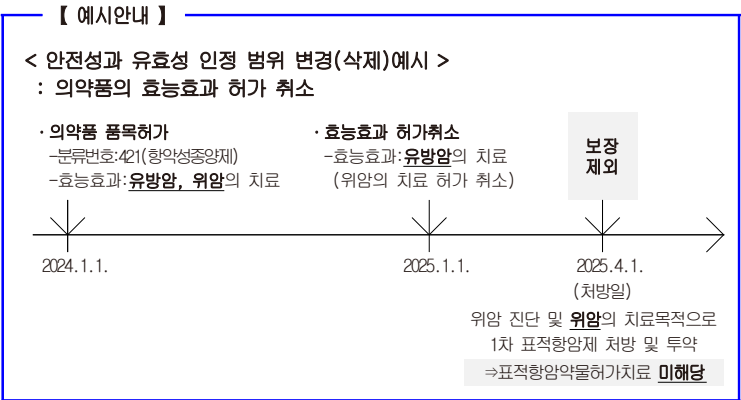 【 예시안내 】
< 안전성과 유효성 인정 범위 변경(삭제)예시 >
: 의약품의 효능효과 허가 취소
· 의약품 품목허가
-분류번호:421(항악성종양제)
-효능효과:유방암, 위암의 치료
· 효능효과 허가취소
-효능효과:유방암의 치료
(위암의 치료 허가 취소)
보장
제외
2024.1.1.
2025.1.1.
2025.4.1.
(처방일)
위암 진단 및 위암의 치료목적으로
1차 표적항암제 처방 및 투약
⇒표적항암약물허가치료 미해당